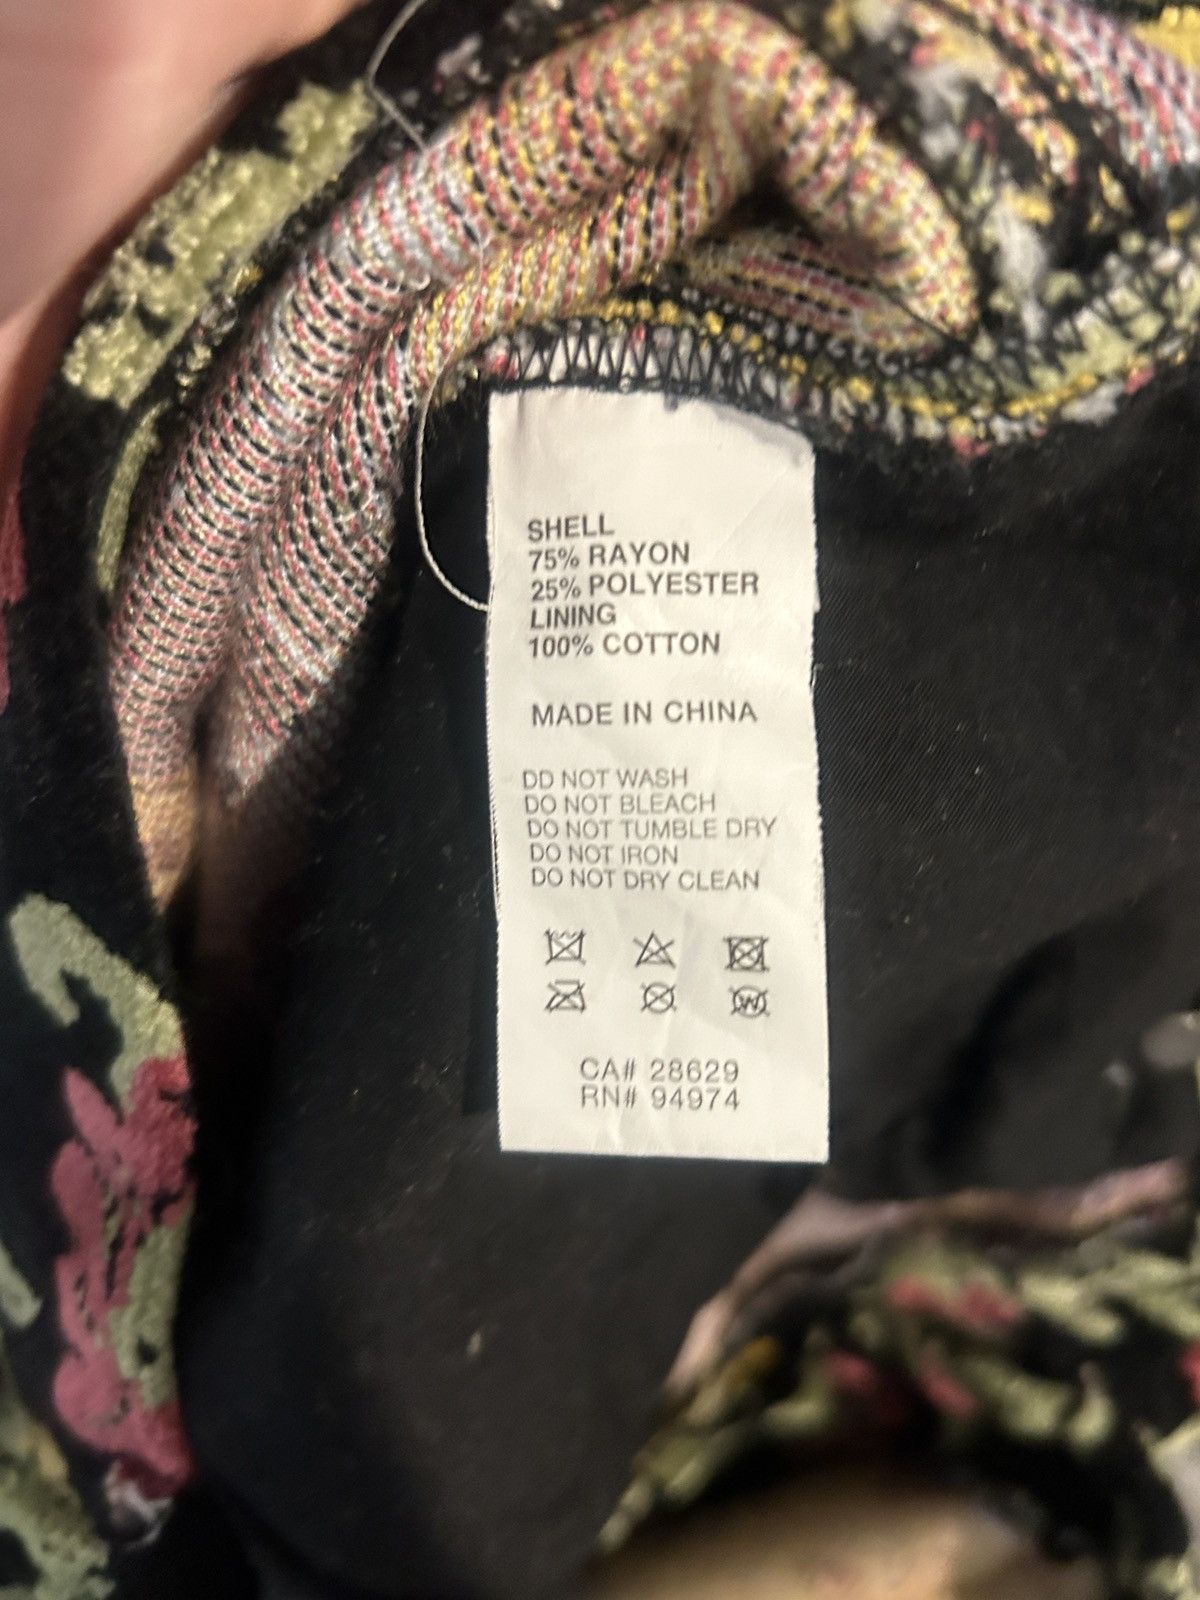 SHELL
75% RAYON
25% POLYESTER
LINING
100% COTTON
MADE IN CHINA
DD NOT WASH
DO NOT BLEACH
DO NOT TUMBLE DRY
DO NOT IRON
DO NOT DRY CLEAN
W
CA# 28629
RN# 94974